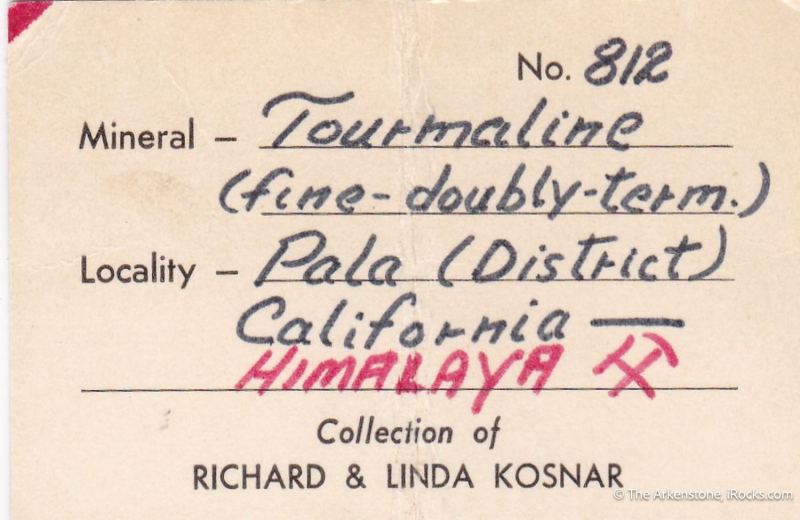 No. 812
Mineral – Tourmaline
(fine-doubly-term.)
Locality – Pala (District)
California —
HIMALAYA ⚒
Collection of
RICHARD & LINDA KOSNAR
© The Arkenstone, iRocks.com